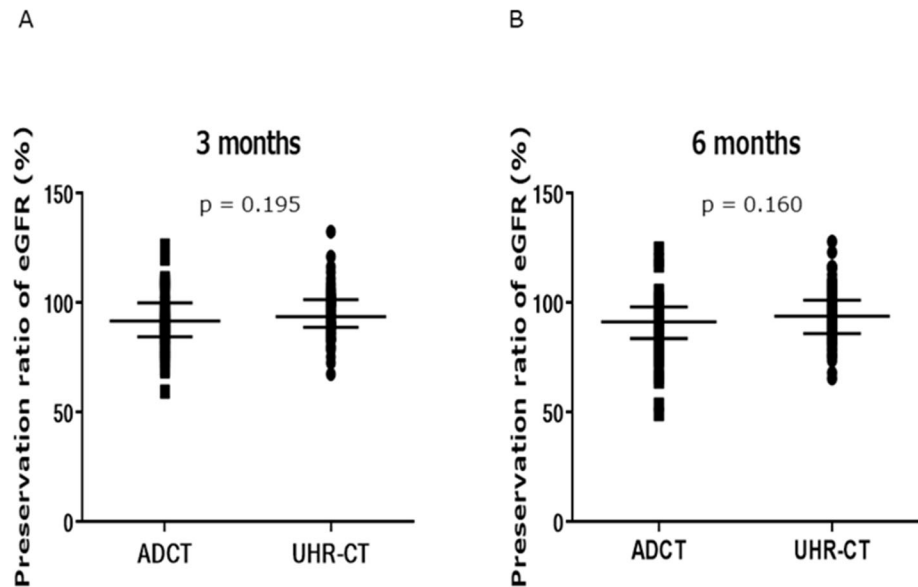 A
3 months
Preservation ratio of eGFR (%)
p = 0.195
150
100
50
0
ADCT UHR-CT
B
6 months
Preservation ratio of eGFR (%)
p = 0.160
150
100
50
0
ADCT UHR-CT